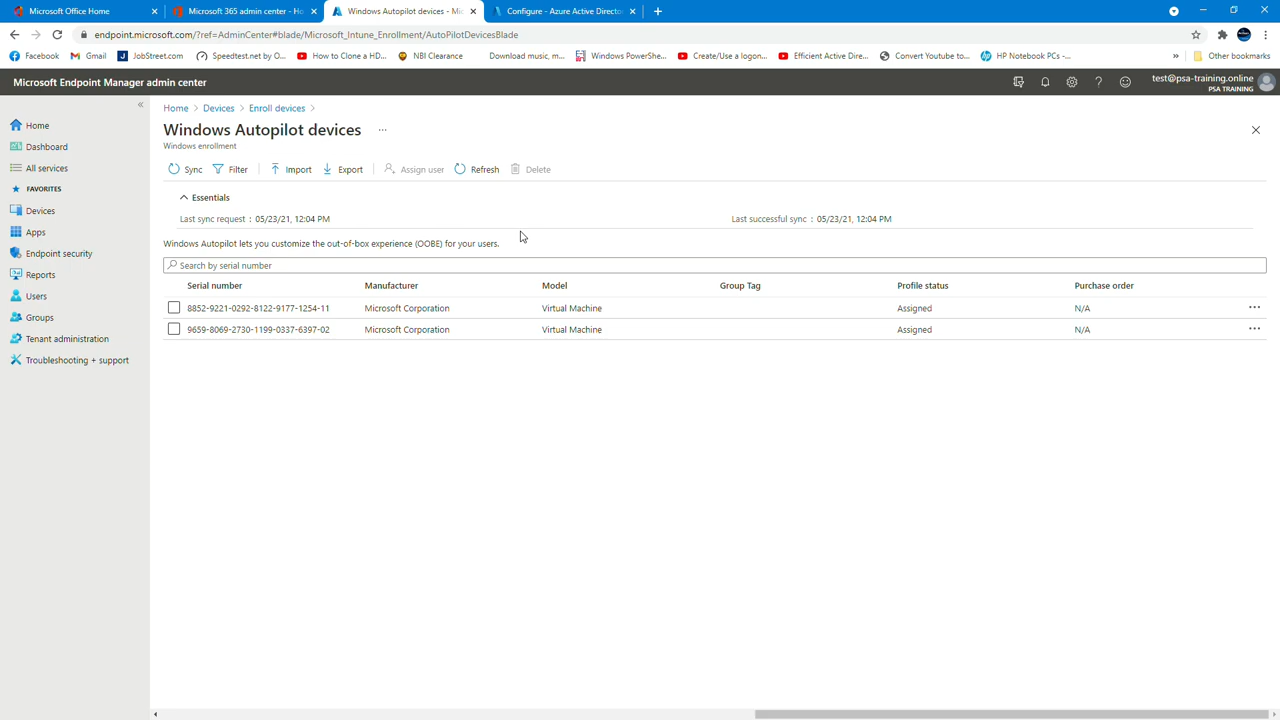 Microsoft Office Home
Microsoft 365 admin center - Ho
Windows Autopilot devices - Mic
Configure - Azure Active Directo
endpoint.microsoft.com/?ref=AdminCenter#blade/Microsoft_Intune_Enrollment/AutoPilotDevicesBlade
Facebook
Gmail
JobStreet.com
Speedtest.net by O...
How to Clone a HD...
NBI Clearance
Download music, m...
Windows PowerShe...
Create/Use a logon...
Efficient Active Dire...
Convert Youtube to...
HP Notebook PCs -...
»
Other bookmarks
Microsoft Endpoint Manager admin center
test@psa-training.online
PSA TRAINING
Home > Devices > Enroll devices >
Windows Autopilot devices ...
Windows enrollment
Home
Dashboard
All services
FAVORITES
Devices
Apps
Endpoint security
Reports
Users
Groups
Tenant administration
Troubleshooting + support
Sync Filter Import Export Assign user Refresh Delete
Essentials
Last sync request : 05/23/21, 12:04 PM
Last successful sync : 05/23/21, 12:04 PM
Windows Autopilot lets you customize the out-of-box experience (OOBE) for your users.
Search by serial number
Serial number Manufacturer Model Group Tag Profile status Purchase order
8852-9221-0292-8122-9177-1254-11 Microsoft Corporation Virtual Machine Assigned N/A ...
9659-8069-2730-1199-0337-6397-02 Microsoft Corporation Virtual Machine Assigned N/A ...